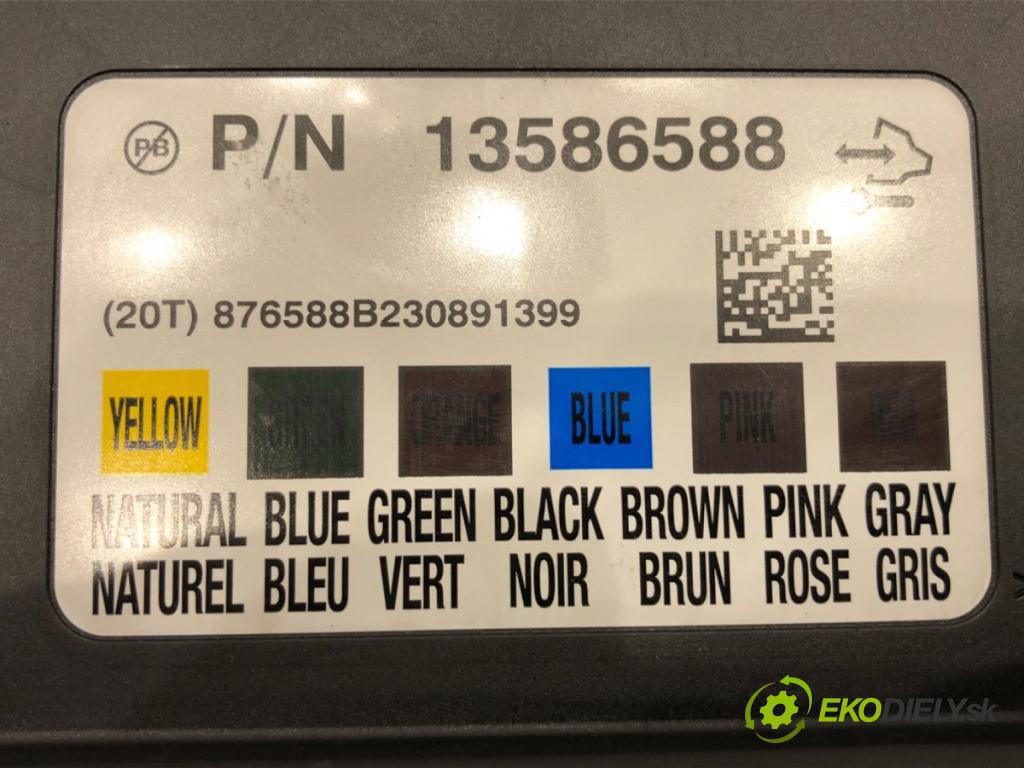 PB P/N 13586588
(20T) 876588B230891399
YELLOW GREEN ORANGE BLUE PINK RED
NATURAL BLUE GREEN BLACK BROWN PINK GRAY
NATUREL BLEU VERT NOIR BRUN ROSE GRIS
EKODIELY.sk